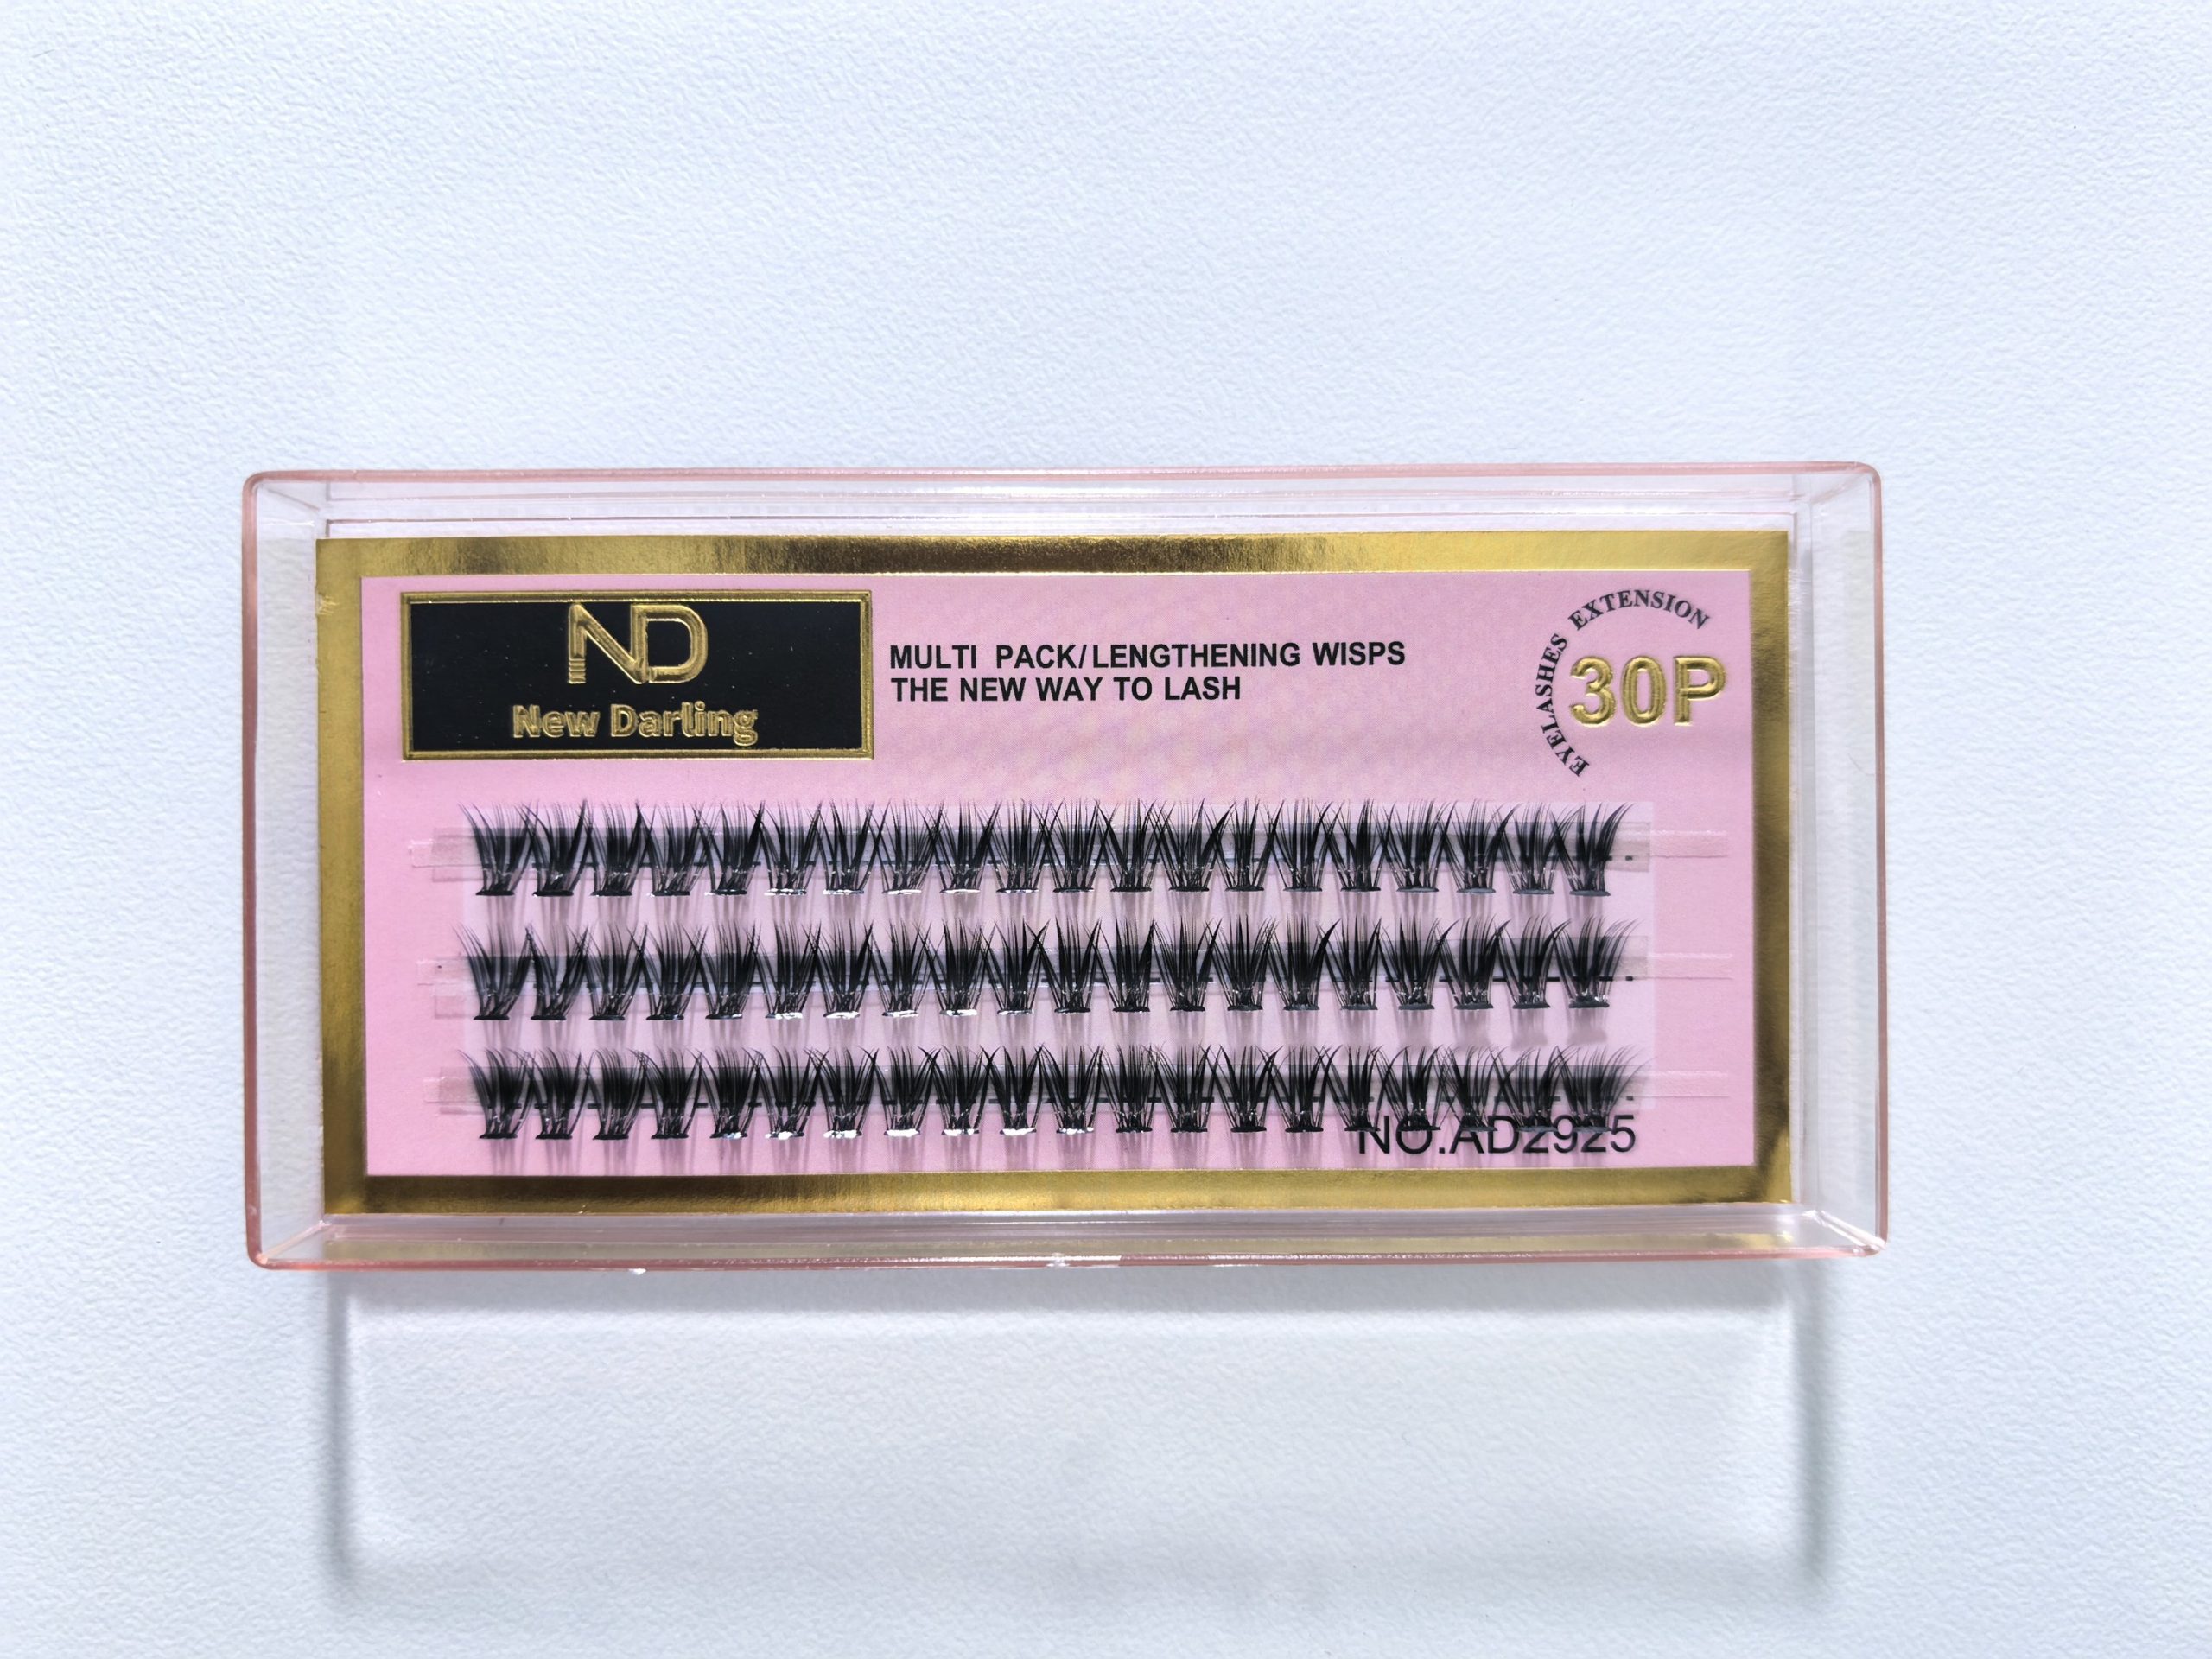 ND
New Darling
MULTI PACK/LENGTHENING WISPS
THE NEW WAY TO LASH
EYELASHES EXTENSION
30P
NO.AD2925